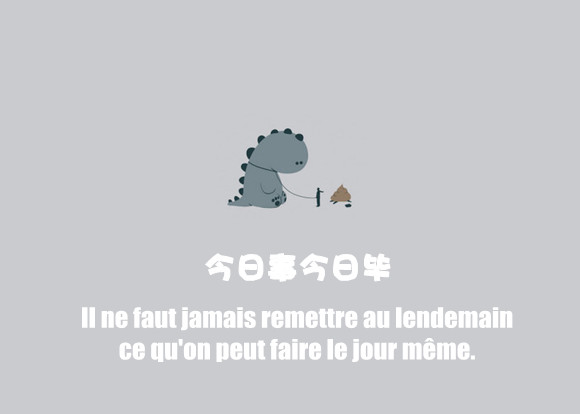 今日事今日毕
Il ne faut jamais remettre au lendemain
ce qu'on peut faire le jour même.